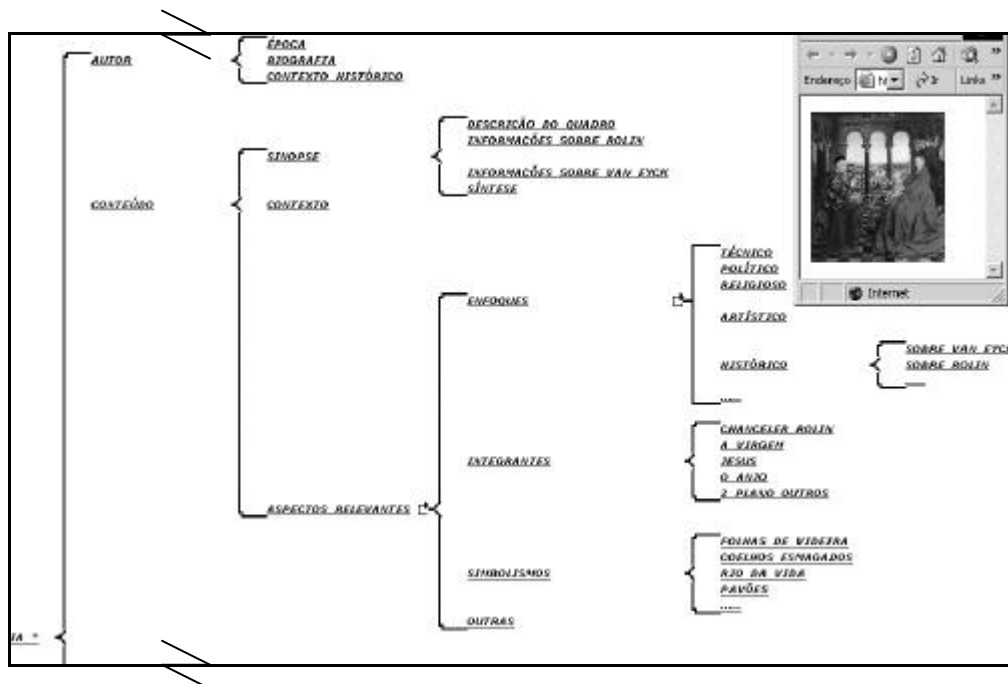 AUTOR
ÉPOCA
BIOGRAFIA
CONTEXTO HISTÓRICO
CONTEÚDO
SINOPSE
DESCRIÇÃO DO QUADRO
INFORMAÇÕES SOBRE ROLIN
INFORMAÇÕES SOBRE VAN EYCK
SÍNTESE
CONTEXTO
ASPECTOS RELEVANTES
ENFOQUES
TÉCNICO
POLÍTICO
RELIGIOSO
ARTÍSTICO
HISTÓRICO
SOBRE VAN EYCK
SOBRE ROLIN
.....
INTEGRANTES
CHANCELER ROLIN
A VIRGEM
JESUS
O ANJO
2 PLANO OUTROS
SIMBOLISMOS
FOLHAS DE VIDEIRA
COELHOS ESMAGADOS
RIO DA VIDA
PAVÕES
.....
OUTRAS
IA *
Endereço
Ir
Links »
Internet